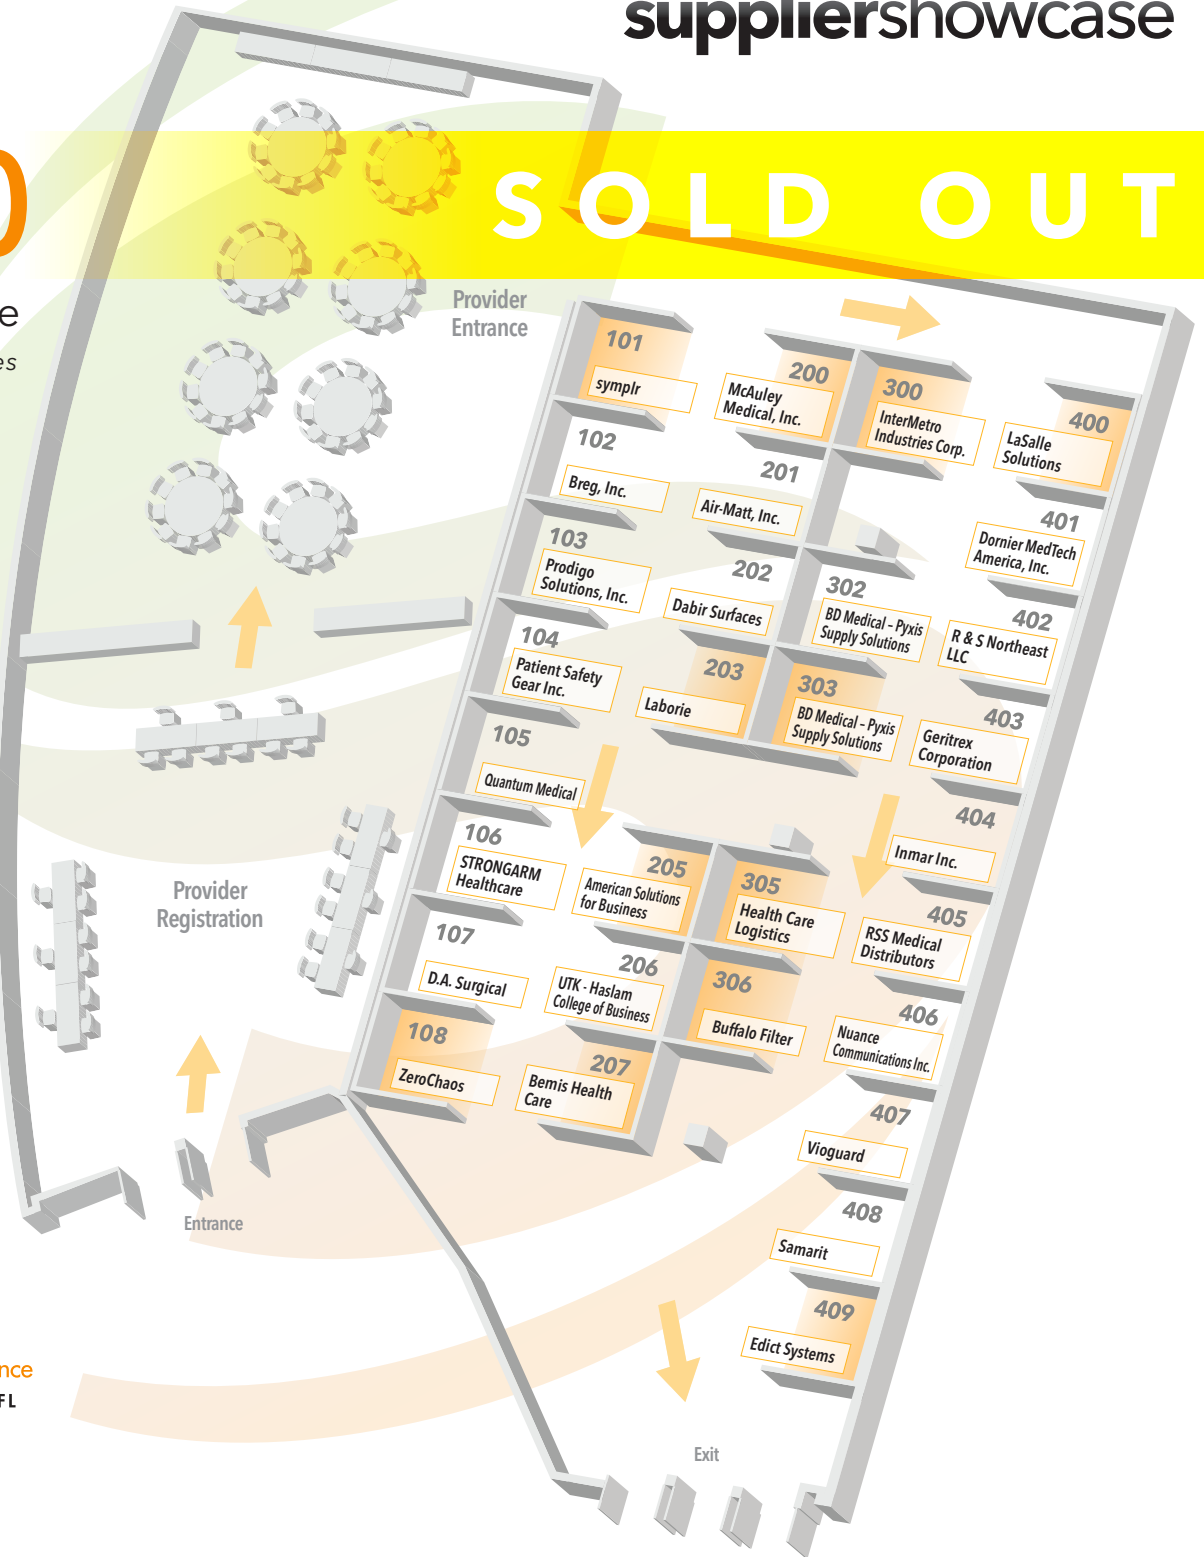 suppliershowcase
0
SOLD OUT
e
es
Provider
Entrance
101
symplr
200
McAuley
Medical, Inc.
300
InterMetro
Industries Corp.
400
LaSalle
Solutions
102
Breg, Inc.
201
Air-Matt, Inc.
401
Dornier MedTech
America, Inc.
103
Prodigo
Solutions, Inc.
202
Dabir Surfaces
302
BD Medical – Pyxis
Supply Solutions
402
R & S Northeast
LLC
104
Patient Safety
Gear Inc.
203
Laborie
303
BD Medical – Pyxis
Supply Solutions
403
Geritrex
Corporation
105
Quantum Medical
404
Inmar Inc.
106
STRONGARM
Healthcare
205
American Solutions
for Business
305
Health Care
Logistics
405
RSS Medical
Distributors
Provider
Registration
107
D.A. Surgical
206
UTK - Haslam
College of Business
306
Buffalo Filter
406
Nuance
Communications Inc.
108
ZeroChaos
207
Bemis Health
Care
407
Vioguard
Entrance
408
Samarit
409
Edict Systems
nce
FL
Exit